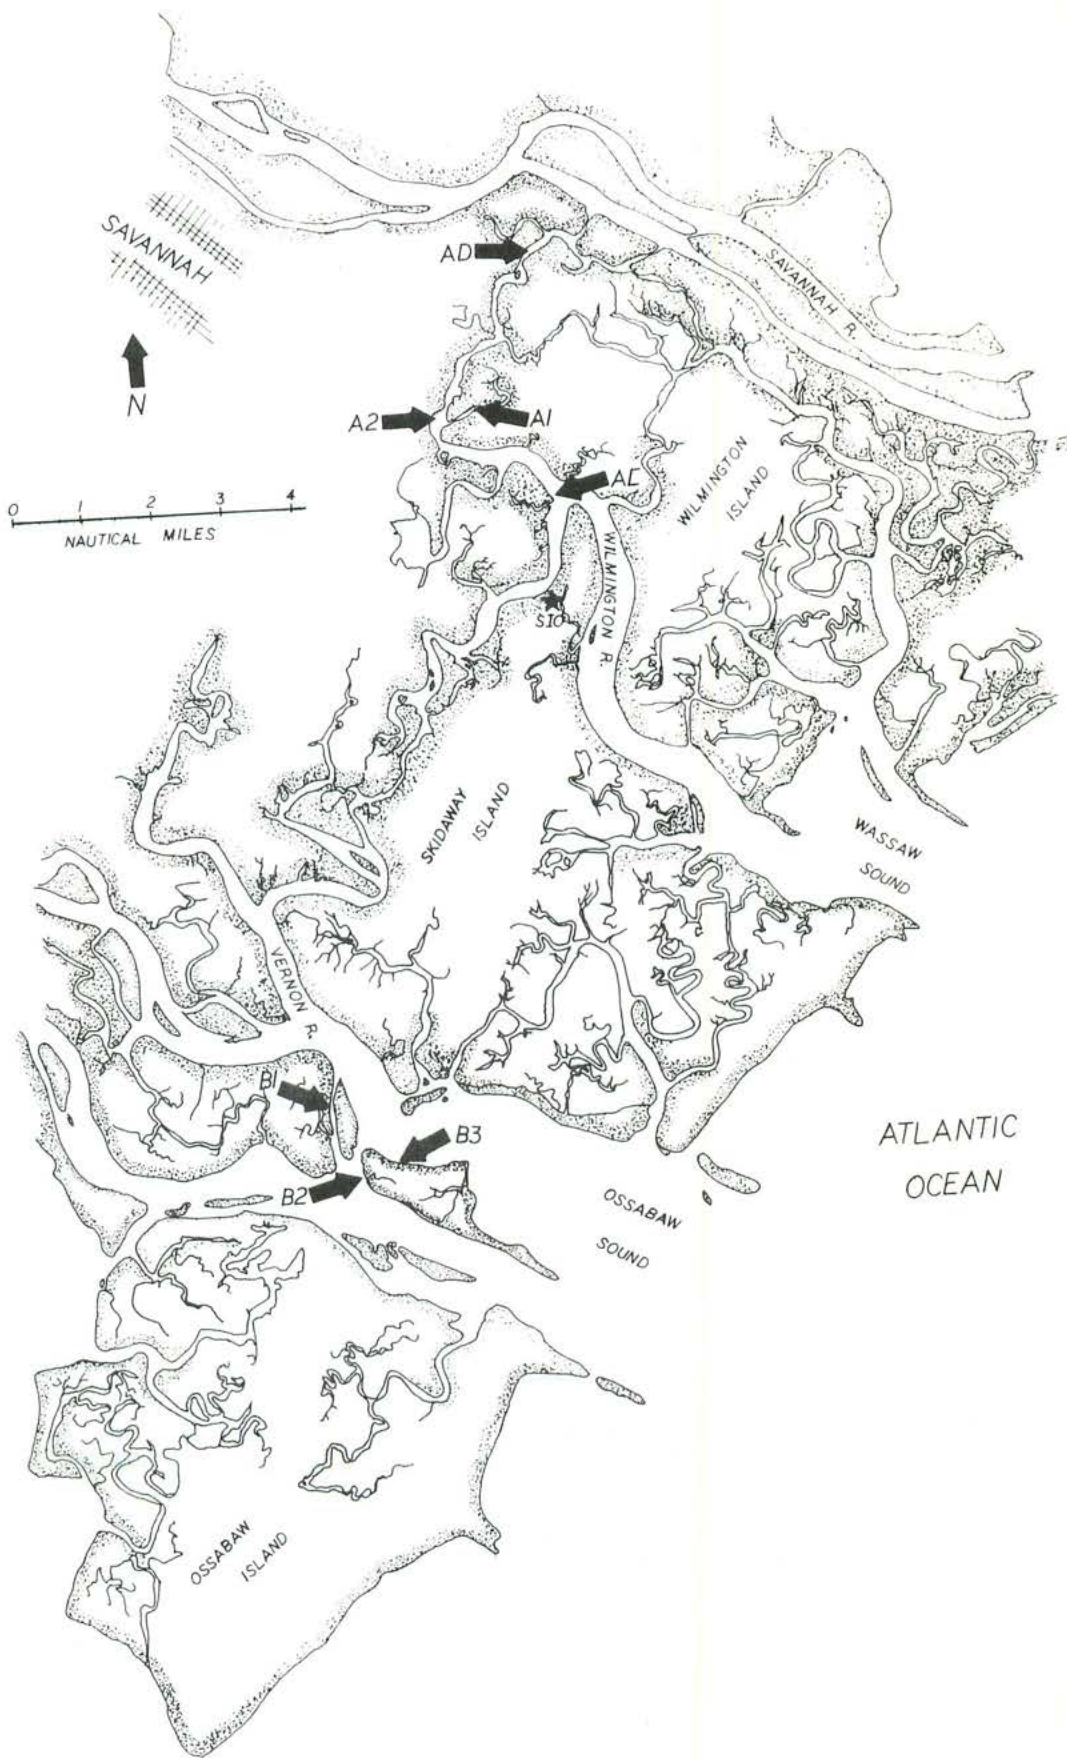 SAVANNAH
N
AD
SAVANNAH R.
A2
A1
AC
0 1 2 3 4
NAUTICAL MILES
WILMINGTON
ISLAND
WILMINGTON R.
SIO
SKIDAWAY
ISLAND
WASSAW
SOUND
VERNON R.
B1
B3
B2
ATLANTIC
OCEAN
OSSABAW
SOUND
OSSABAW
ISLAND